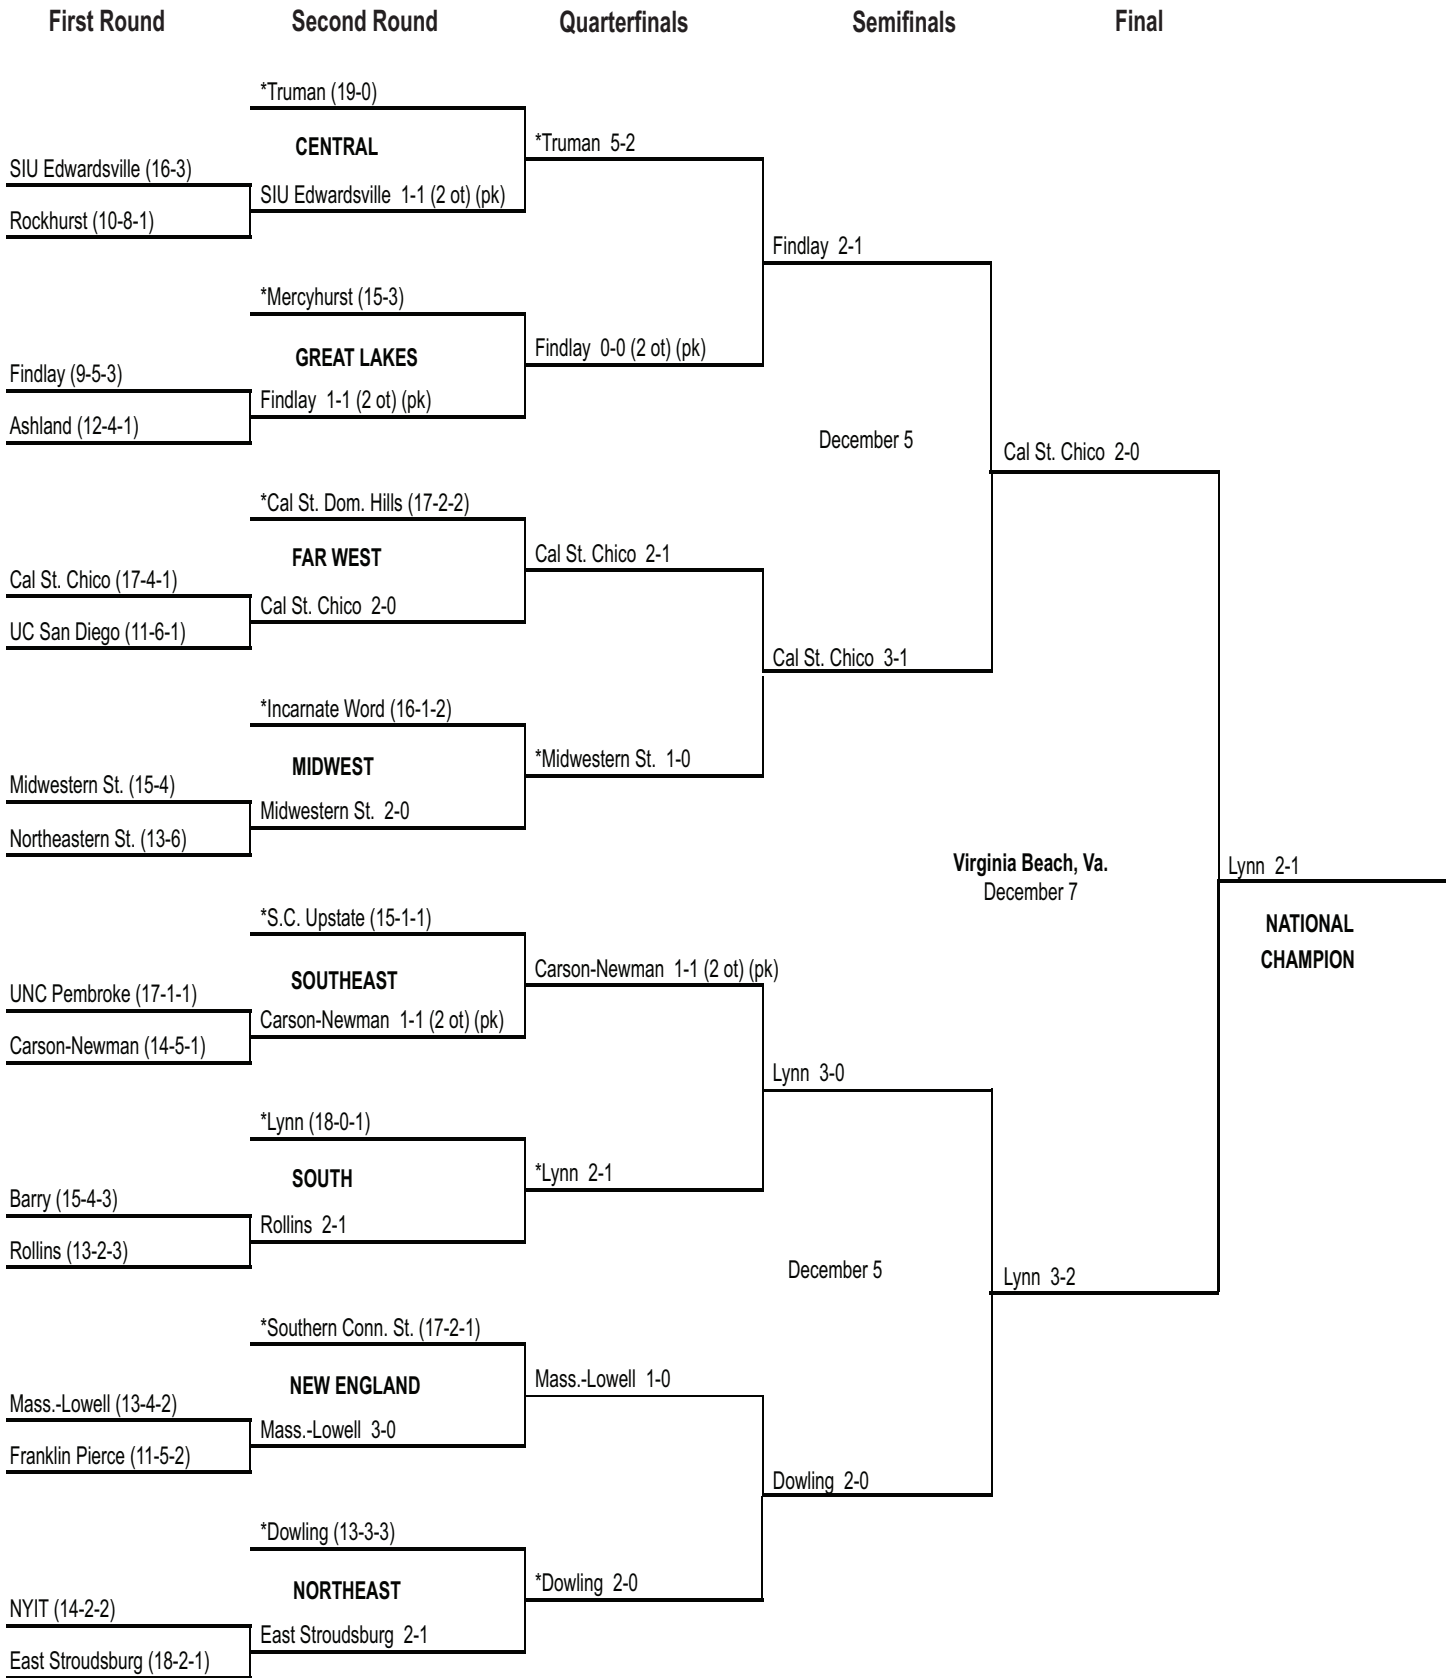 First Round Second Round Quarterfinals Semifinals Final
*Truman (19-0)
CENTRAL
*Truman 5-2
SIU Edwardsville (16-3)
SIU Edwardsville 1-1 (2 ot) (pk)
Rockhurst (10-8-1)
Findlay 2-1
*Mercyhurst (15-3)
GREAT LAKES
Findlay 0-0 (2 ot) (pk)
Findlay (9-5-3)
Findlay 1-1 (2 ot) (pk)
Ashland (12-4-1)
December 5
Cal St. Chico 2-0
*Cal St. Dom. Hills (17-2-2)
FAR WEST
Cal St. Chico 2-1
Cal St. Chico (17-4-1)
Cal St. Chico 2-0
UC San Diego (11-6-1)
Cal St. Chico 3-1
*Incarnate Word (16-1-2)
MIDWEST
*Midwestern St. 1-0
Midwestern St. (15-4)
Midwestern St. 2-0
Northeastern St. (13-6)
Virginia Beach, Va.
December 7
Lynn 2-1
NATIONAL
CHAMPION
*S.C. Upstate (15-1-1)
SOUTHEAST
Carson-Newman 1-1 (2 ot) (pk)
UNC Pembroke (17-1-1)
Carson-Newman 1-1 (2 ot) (pk)
Carson-Newman (14-5-1)
Lynn 3-0
*Lynn (18-0-1)
SOUTH
*Lynn 2-1
Barry (15-4-3)
Rollins 2-1
Rollins (13-2-3)
December 5
Lynn 3-2
*Southern Conn. St. (17-2-1)
NEW ENGLAND
Mass.-Lowell 1-0
Mass.-Lowell (13-4-2)
Mass.-Lowell 3-0
Franklin Pierce (11-5-2)
Dowling 2-0
*Dowling (13-3-3)
NORTHEAST
*Dowling 2-0
NYIT (14-2-2)
East Stroudsburg 2-1
East Stroudsburg (18-2-1)